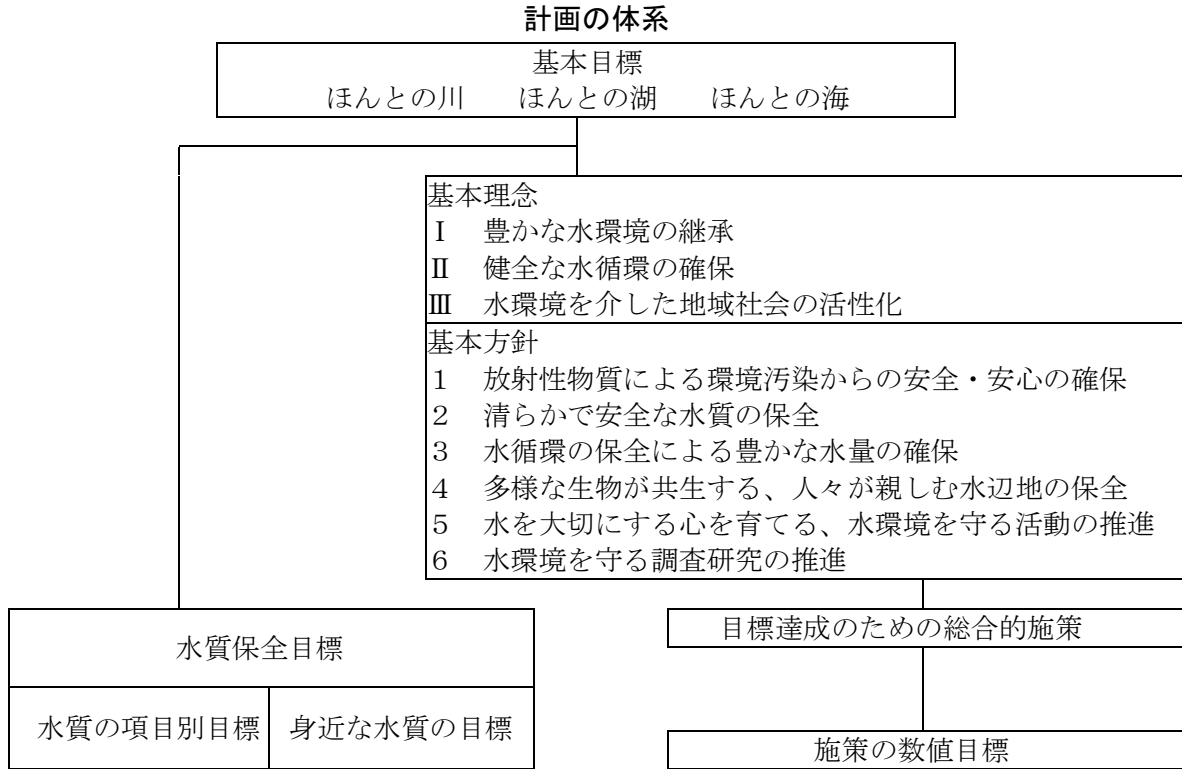 計画の体系
基本目標
ほんとの川　　ほんとの湖　　ほんとの海
基本理念
Ⅰ　豊かな水環境の継承
Ⅱ　健全な水循環の確保
Ⅲ　水環境を介した地域社会の活性化
基本方針
１　放射性物質による環境汚染からの安全・安心の確保
２　清らかで安全な水質の保全
３　水循環の保全による豊かな水量の確保
４　多様な生物が共生する、人々が親しむ水辺地の保全
５　水を大切にする心を育てる、水環境を守る活動の推進
６　水環境を守る調査研究の推進
水質保全目標
水質の項目別目標
身近な水質の目標
目標達成のための総合的施策
施策の数値目標